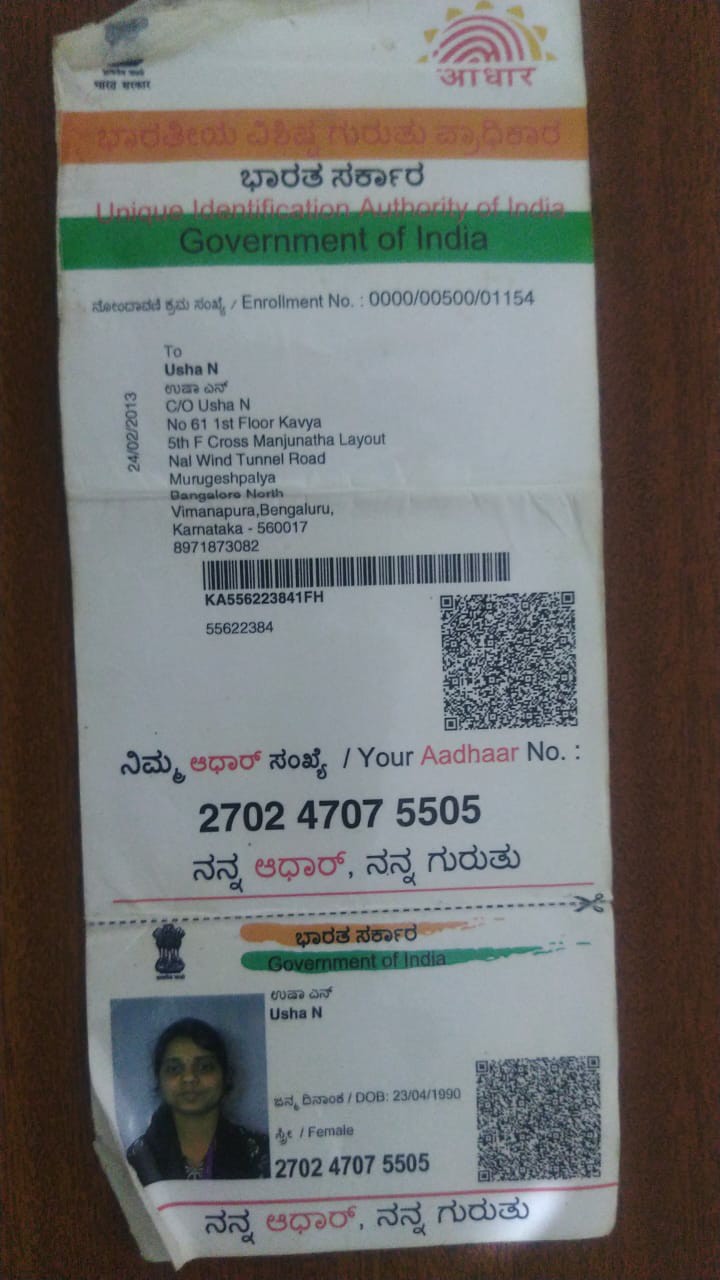 भारत सरकार
आधार
ಭಾರತೀಯ ವಿಶಿಷ್ಟ ಗುರುತು ಪ್ರಾಧಿಕಾರ
ಭಾರತ ಸರ್ಕಾರ
Unique Identification Authority of India
Government of India
ನೋಂದಾವಣಿ ಕ್ರಮ ಸಂಖ್ಯೆ / Enrollment No. : 0000/00500/01154
24/02/2013
To
Usha N
ಉಷಾ ಎನ್
C/O Usha N
No 61 1st Floor Kavya
5th F Cross Manjunatha Layout
Nal Wind Tunnel Road
Murugeshpalya
Bangalore North
Vimanapura,Bengaluru,
Karnataka - 560017
8971873082
KA556223841FH
55622384
ನಿಮ್ಮ ಆಧಾರ್ ಸಂಖ್ಯೆ / Your Aadhaar No. :
2702 4707 5505
ನನ್ನ ಆಧಾರ್, ನನ್ನ ಗುರುತು
ಭಾರತ ಸರ್ಕಾರ
Government of India
ಉಷಾ ಎನ್
Usha N
ಜನ್ಮ ದಿನಾಂಕ / DOB: 23/04/1990
ಸ್ತ್ರೀ / Female
2702 4707 5505
ನನ್ನ ಆಧಾರ್, ನನ್ನ ಗುರುತು